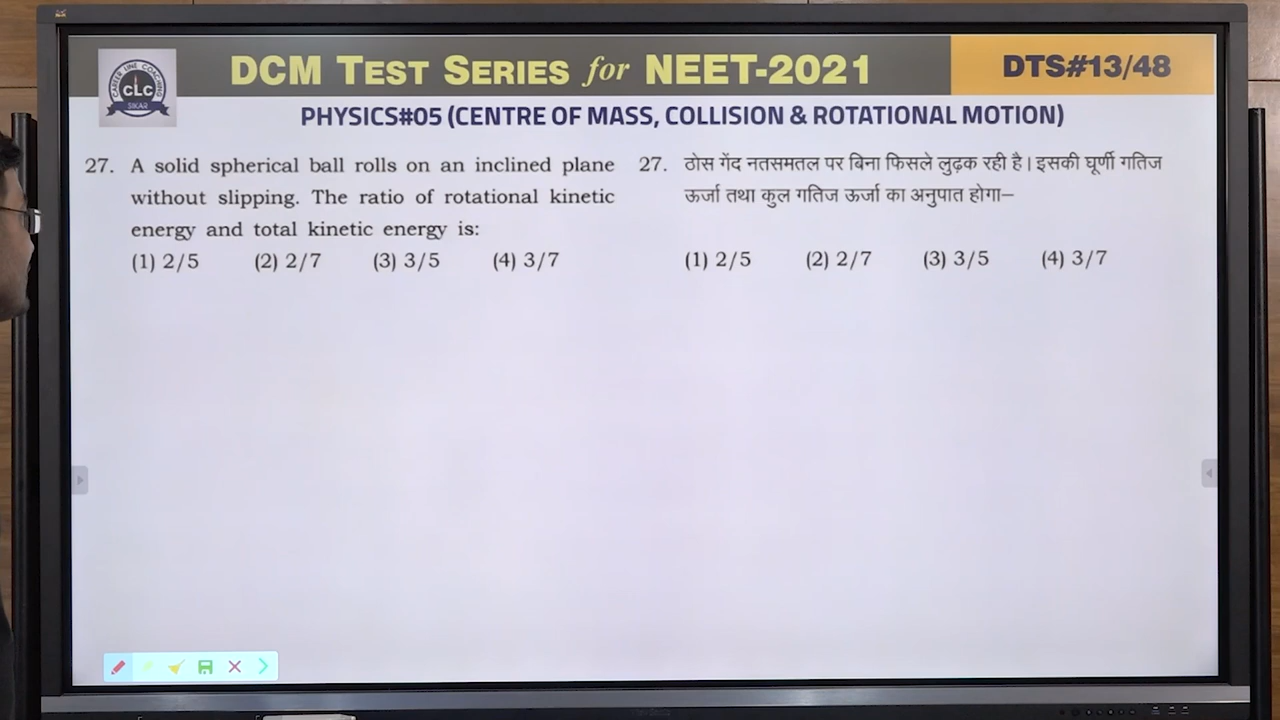 DCM TEST SERIES for NEET-2021
DTS#13/48
CAREER LINE COACHING
CLC
SIKAR
PHYSICS#05 (CENTRE OF MASS, COLLISION & ROTATIONAL MOTION)
27. A solid spherical ball rolls on an inclined plane
without slipping. The ratio of rotational kinetic
energy and total kinetic energy is:
(1) 2/5 (2) 2/7 (3) 3/5 (4) 3/7
27. ठोस गेंद नतसमतल पर बिना फिसले लुढ़क रही है। इसकी घूर्णी गतिज
ऊर्जा तथा कुल गतिज ऊर्जा का अनुपात होगा–
(1) 2/5 (2) 2/7 (3) 3/5 (4) 3/7